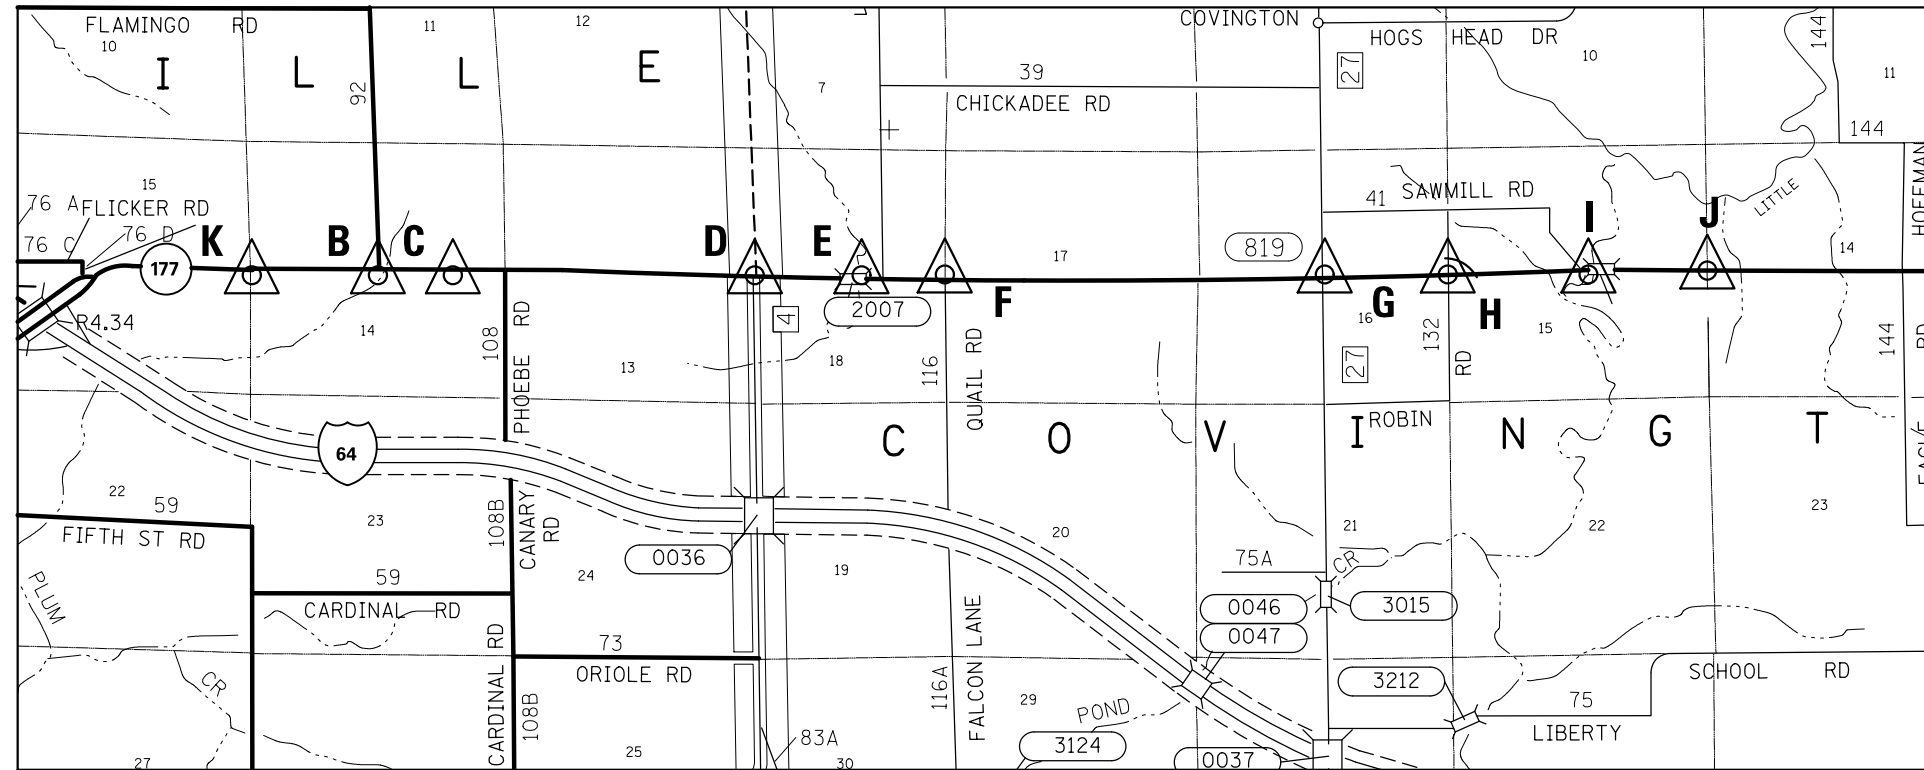 FLAMINGO RD
10
11
12
COVINGTON
HOGS HEAD DR
27
10
144
11
I L L E
92
7
39
CHICKADEE RD
144
HOFFMAN
15
76 A
FLICKER RD
76 C
76 D
177
K
B
C
D
E
17
819
41
SAWMILL RD
I
J
LITTLE
14
R4.34
14
108
PHOEBE RD
13
4
2007
18
116
QUAIL RD
F
16
G
132
RD
H
15
27
144
RD
EAGLE
C O V I N G T
ROBIN
64
22
59
FIFTH ST RD
23
108B
CANARY
RD
0036
24
19
20
21
22
23
75A
CR
PLUM
59
CARDINAL RD
CARDINAL RD
73
ORIOLE RD
108B
116A
FALCON LANE
0046
0047
3015
3212
SCHOOL RD
75
LIBERTY
CR
29
POND
3124
0037
83A
27
25
30